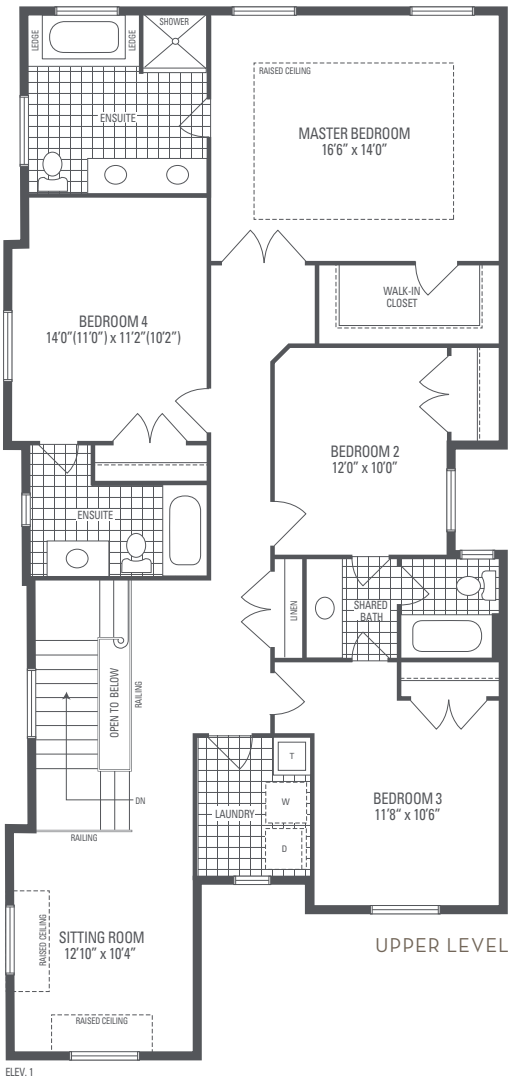 LEDGE
LEDGE
SHOWER
RAISED CEILING
ENSUITE
MASTER BEDROOM
16'6" x 14'0"
WALK-IN
CLOSET
BEDROOM 4
14'0"(11'0") x 11'2"(10'2")
BEDROOM 2
12'0" x 10'0"
ENSUITE
LINEN
SHARED
BATH
OPEN TO BELOW
RAILING
DN
RAILING
T
W
D
LAUNDRY
BEDROOM 3
11'8" x 10'6"
RAISED CEILING
SITTING ROOM
12'10" x 10'4"
RAISED CEILING
UPPER LEVEL
ELEV. 1